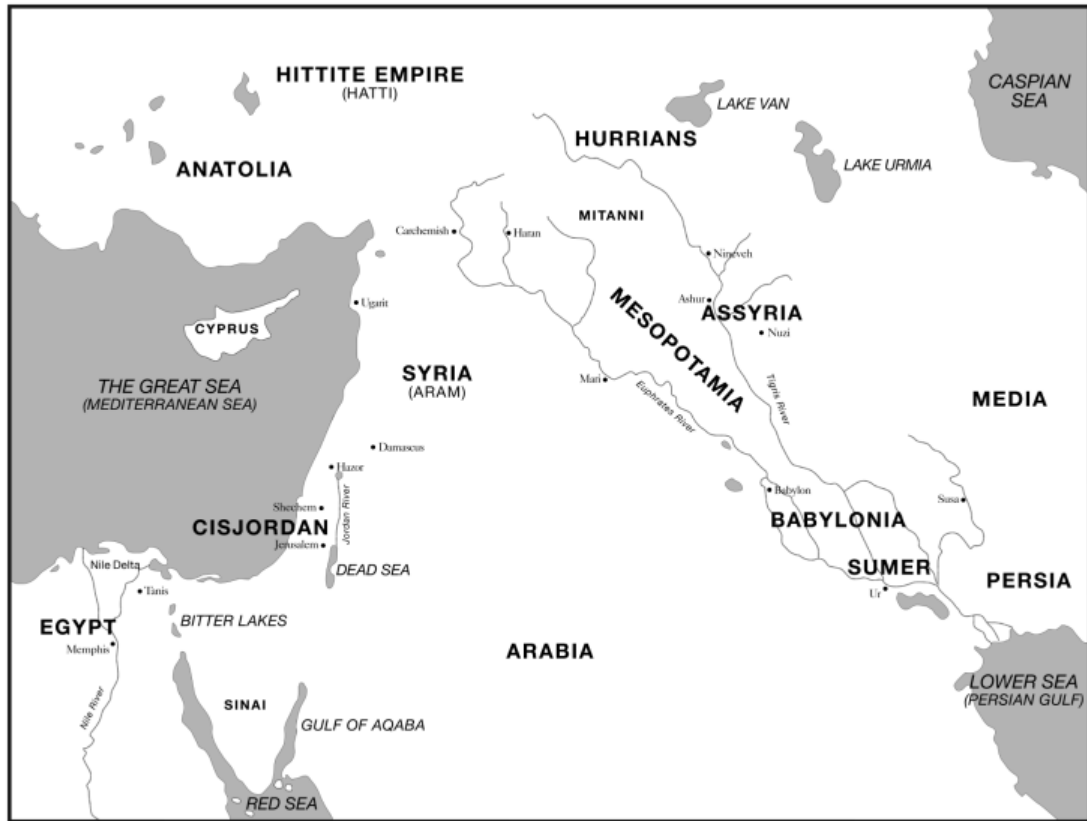 HITTITE EMPIRE
(HATTI)
CASPIAN
SEA
LAKE VAN
HURRIANS
LAKE URMIA
ANATOLIA
MITANNI
Carchemish
Haran
Nineveh
Ugarit
Ashur
ASSYRIA
CYPRUS
Nuzi
MESOPOTAMIA
THE GREAT SEA
(MEDITERRANEAN SEA)
SYRIA
(ARAM)
Mari
Euphrates River
Tigris River
MEDIA
Damascus
Hazor
Babylon
Susa
Shechem
Jordan River
CISJORDAN
BABYLONIA
Jerusalem
Nile Delta
DEAD SEA
SUMER
PERSIA
Tanis
Ur
BITTER LAKES
EGYPT
Memphis
ARABIA
LOWER SEA
(PERSIAN GULF)
Nile River
SINAI
GULF OF AQABA
RED SEA